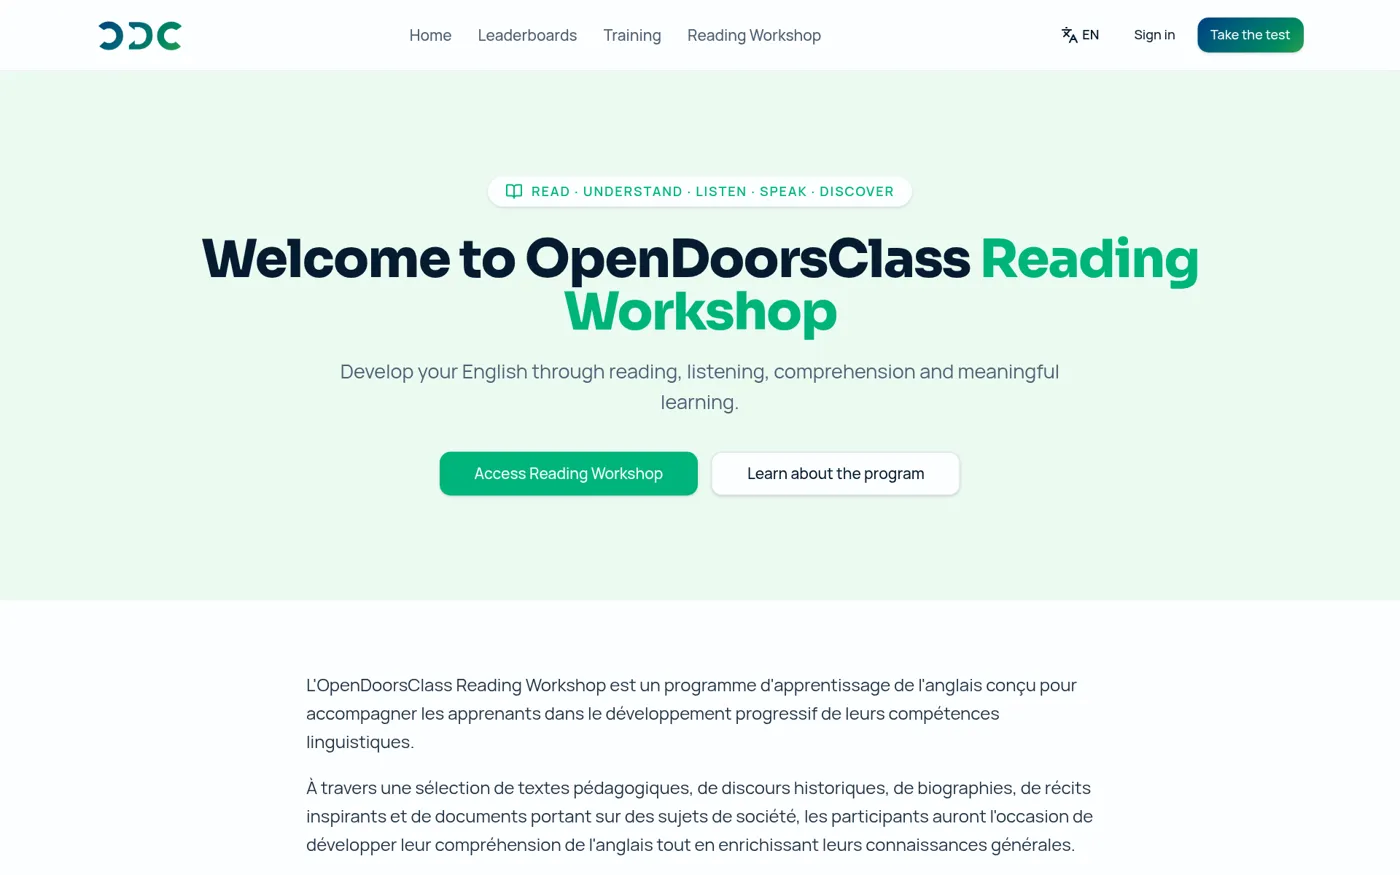 Home
Leaderboards
Training
Reading Workshop
EN
Sign in
Take the test
READ · UNDERSTAND · LISTEN · SPEAK · DISCOVER
Welcome to OpenDoorsClass Reading
Workshop
Develop your English through reading, listening, comprehension and meaningful
learning.
Access Reading Workshop
Learn about the program
L'OpenDoorsClass Reading Workshop est un programme d'apprentissage de l'anglais conçu pour
accompagner les apprenants dans le développement progressif de leurs compétences
linguistiques.
À travers une sélection de textes pédagogiques, de discours historiques, de biographies, de récits
inspirants et de documents portant sur des sujets de société, les participants auront l'occasion de
développer leur compréhension de l'anglais tout en enrichissant leurs connaissances générales.